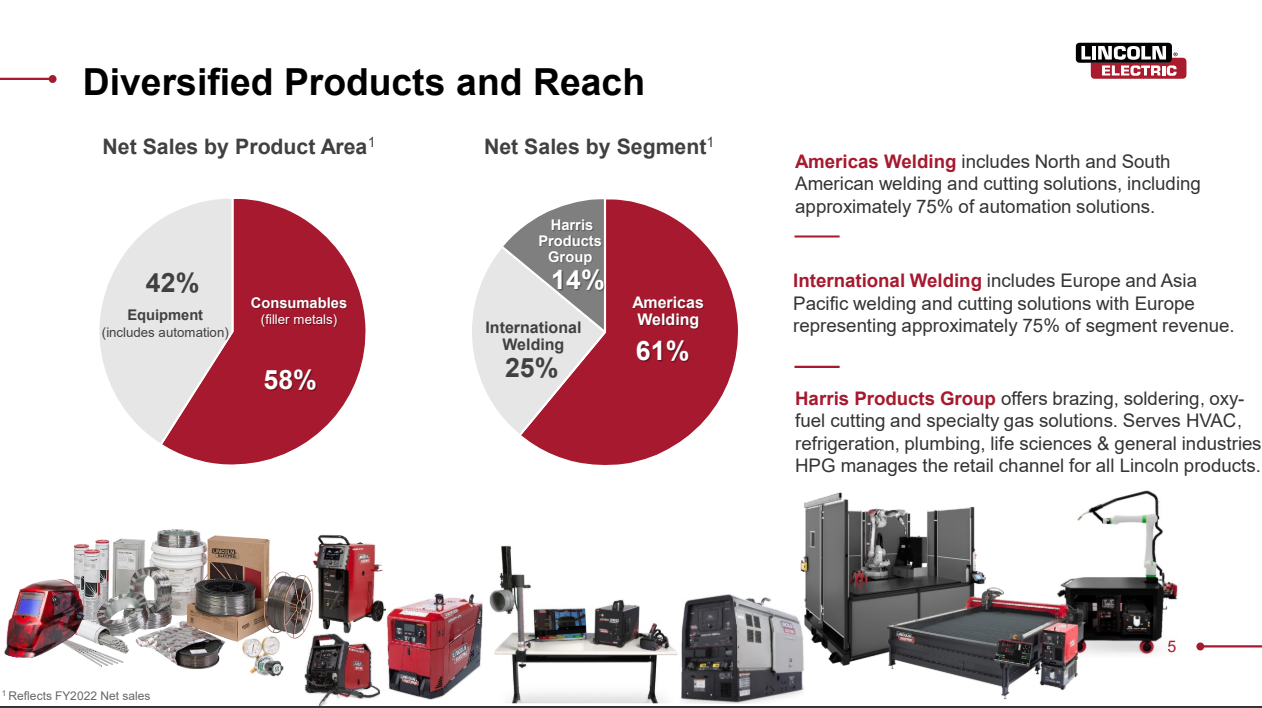 LINCOLN®
ELECTRIC
Diversified Products and Reach
Net Sales by Product Area1
42%
Equipment
(includes automation)
Consumables
(filler metals)
58%
Net Sales by Segment1
Harris
Products
Group
14%
International
Welding
25%
Americas
Welding
61%
Americas Welding includes North and South
American welding and cutting solutions, including
approximately 75% of automation solutions.
International Welding includes Europe and Asia
Pacific welding and cutting solutions with Europe
representing approximately 75% of segment revenue.
Harris Products Group offers brazing, soldering, oxy-
fuel cutting and specialty gas solutions. Serves HVAC,
refrigeration, plumbing, life sciences & general industries
HPG manages the retail channel for all Lincoln products.
LINCOLN
ELECTRIC
5
1 Reflects FY2022 Net sales